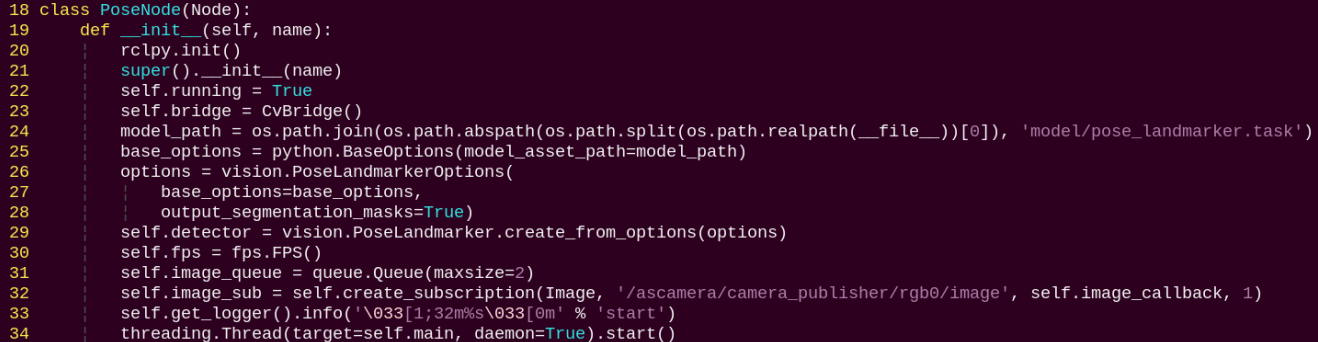 18 class PoseNode(Node):
19     def __init__(self, name):
20         rclpy.init()
21         super().__init__(name)
22         self.running = True
23         self.bridge = CvBridge()
24         model_path = os.path.join(os.path.abspath(os.path.split(os.path.realpath(__file__))[0]), 'model/pose_landmarker.task')
25         base_options = python.BaseOptions(model_asset_path=model_path)
26         options = vision.PoseLandmarkerOptions(
27             base_options=base_options,
28             output_segmentation_masks=True)
29         self.detector = vision.PoseLandmarker.create_from_options(options)
30         self.fps = fps.FPS()
31         self.image_queue = queue.Queue(maxsize=2)
32         self.image_sub = self.create_subscription(Image, '/ascamera/camera_publisher/rgb0/image', self.image_callback, 1)
33         self.get_logger().info('\033[1;32m%s\033[0m' % 'start')
34         threading.Thread(target=self.main, daemon=True).start()